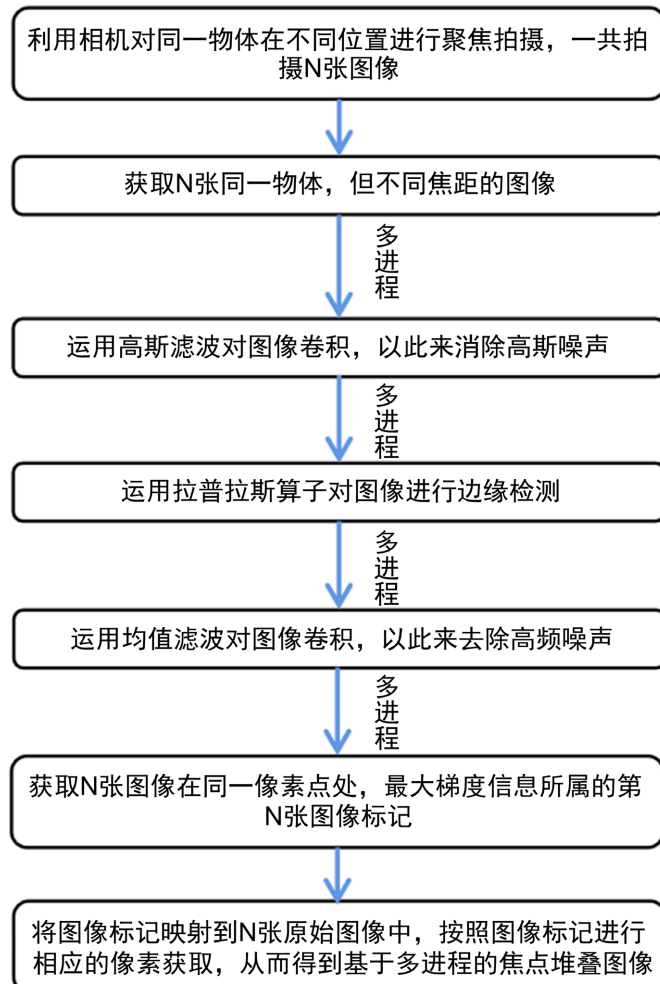 利用相机对同一物体在不同位置进行聚焦拍摄，一共拍
摄N张图像
获取N张同一物体，但不同焦距的图像
多进程
运用高斯滤波对图像卷积，以此来消除高斯噪声
多进程
运用拉普拉斯算子对图像进行边缘检测
多进程
运用均值滤波对图像卷积，以此来去除高频噪声
多进程
获取N张图像在同一像素点处，最大梯度信息所属的第
N张图像标记
将图像标记映射到N张原始图像中，按照图像标记进行
相应的像素获取，从而得到基于多进程的焦点堆叠图像